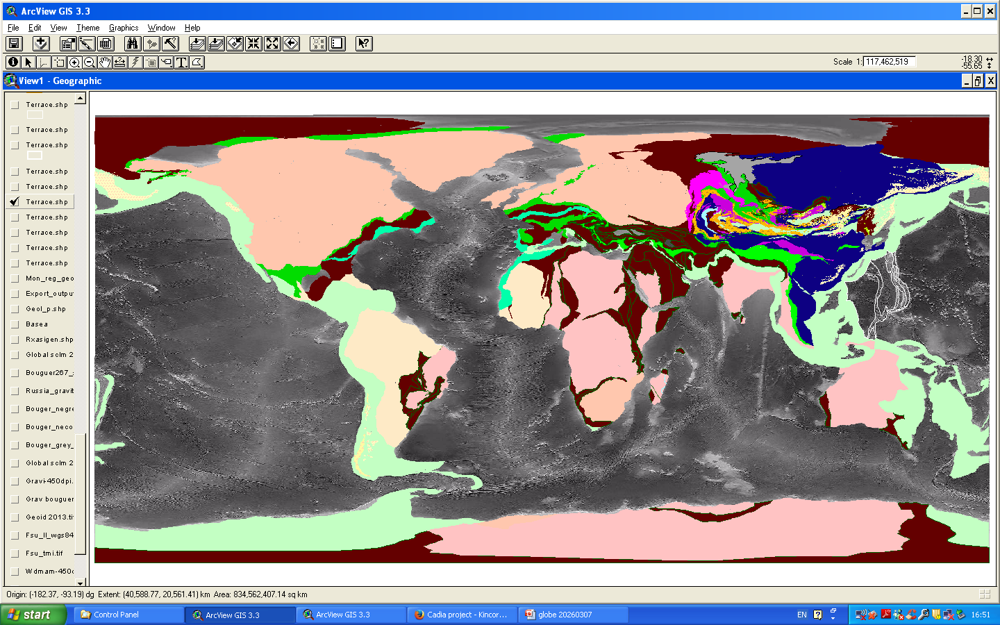 ArcView GIS 3.3
File Edit View Theme Graphics Window Help
Scale 1: 117,462,519
-18.30
-55.65
View1 - Geographic
Terrace.shp
Terrace.shp
Terrace.shp
Terrace.shp
Terrace.shp
Terrace.shp
Terrace.shp
Terrace.shp
Terrace.shp
Terrace.shp
Mon_reg_geo
Export_outpu
Geol_p.shp
Basea
Rxasigen.shp
Global sclm 2
Bouguer267_
Russia_gravit
Bouger_negre
Bouger_neco
Bouger_grey_
Global sclm 2
Gravi-450dpi.
Grav bouguer
Geoid 2013.tif
Fsu_ll_wgs84
Fsu_tmi.tif
Wdmam-450c
Origin: (-182.37, -93.19) dg Extent: (40,588.77, 20,561.41) km Area: 834,562,407.14 sq km
start Control Panel ArcView GIS 3.3 ArcView GIS 3.3 Cadia project - Kincor... globe 20260307 EN 16:51